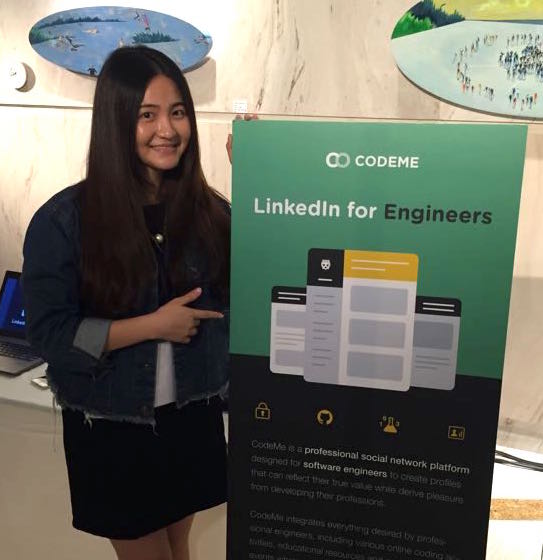 CODEME
LinkedIn for Engineers
CodeMe is a professional social network platform
designed for software engineers to create profiles
that can reflect their true value while derive pleasure
from developing their professions.
CodeMe integrates everything desired by profes-
sional engineers, including various online coding
educational resources